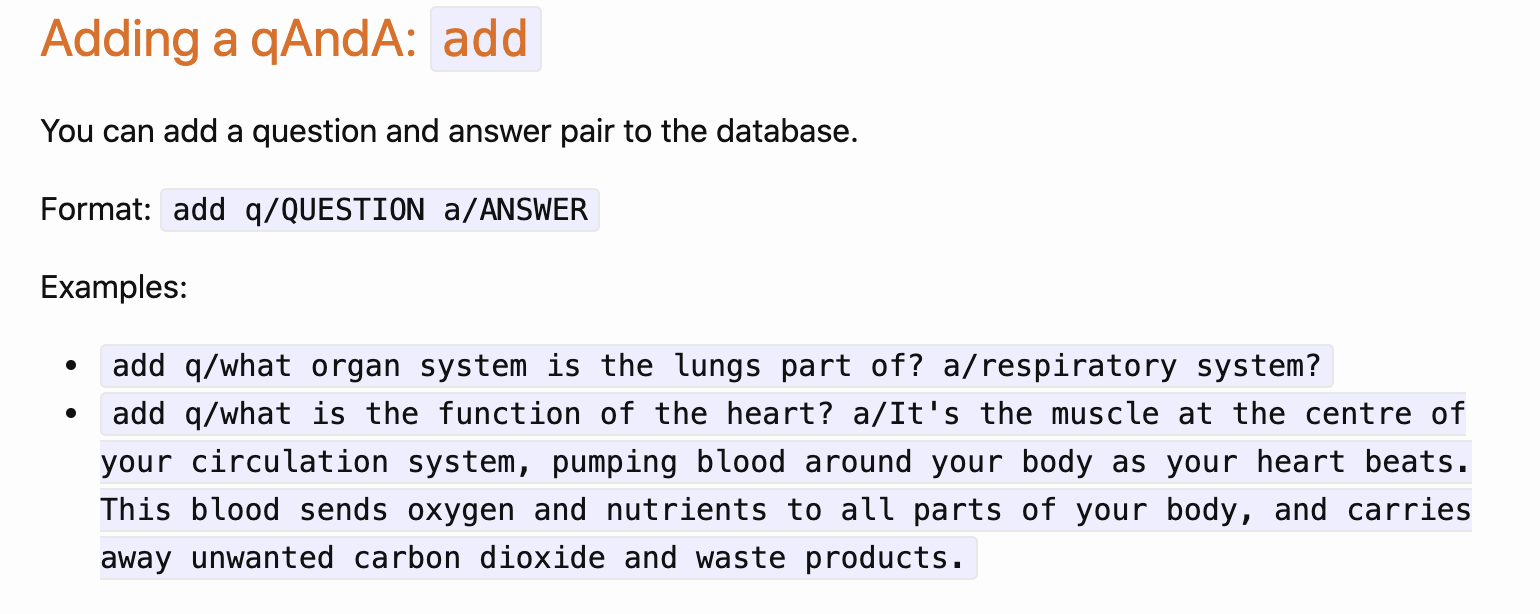 Adding a qAndA: add
You can add a question and answer pair to the database.
Format: add q/QUESTION a/ANSWER
Examples:
• add q/what organ system is the lungs part of? a/respiratory system?
• add q/what is the function of the heart? a/It's the muscle at the centre of
your circulation system, pumping blood around your body as your heart beats.
This blood sends oxygen and nutrients to all parts of your body, and carries
away unwanted carbon dioxide and waste products.